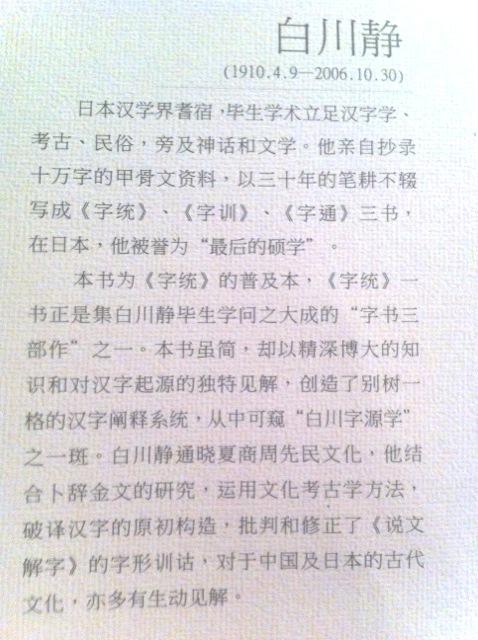 白川静
(1910.4.9—2006.10.30)
日本汉学界耆宿，毕生学术立足汉字学、
考古、民俗，旁及神话和文学。他亲自抄录
十万字的甲骨文资料，以三十年的笔耕不辍
写成《字统》、《字训》、《字通》三书，
在日本，他被誉为“最后的硕学”。
本书为《字统》的普及本，《字统》一
书正是集白川静毕生学问之大成的“字书三
部作”之一。本书虽简，却以精深博大的知
识和对汉字起源的独特见解，创造了别树一
格的汉字阐释系统，从中可窥“白川字源学”
之一斑。白川静通晓夏商周先民文化，他结
合卜辞金文的研究，运用文化考古学方法，
破译汉字的原初构造，批判和修正了《说文
解字》的字形训诂，对于中国及日本的古代
文化，亦多有生动见解。